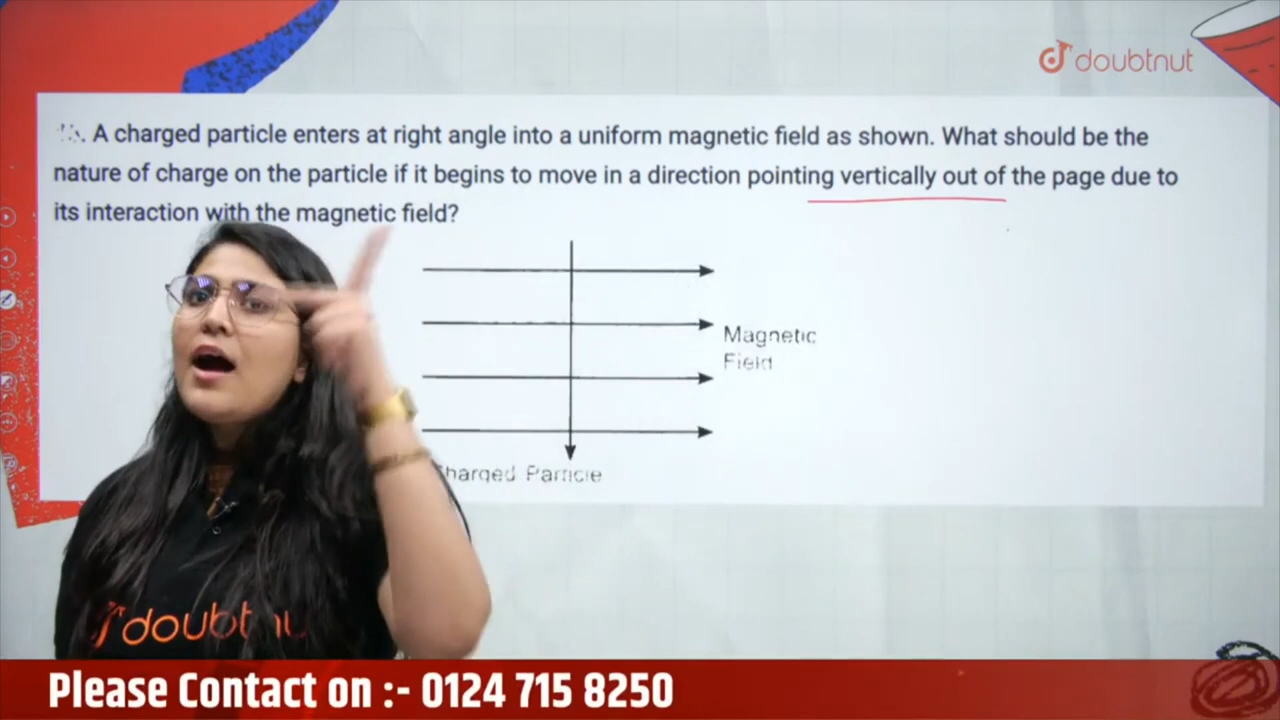 doubtnut
A charged particle enters at right angle into a uniform magnetic field as shown. What should be the
nature of charge on the particle if it begins to move in a direction pointing vertically out of the page due to
its interaction with the magnetic field?
Magnetic
Field
Charged Particle
doubtnut
Please Contact on :- 0124 715 8250